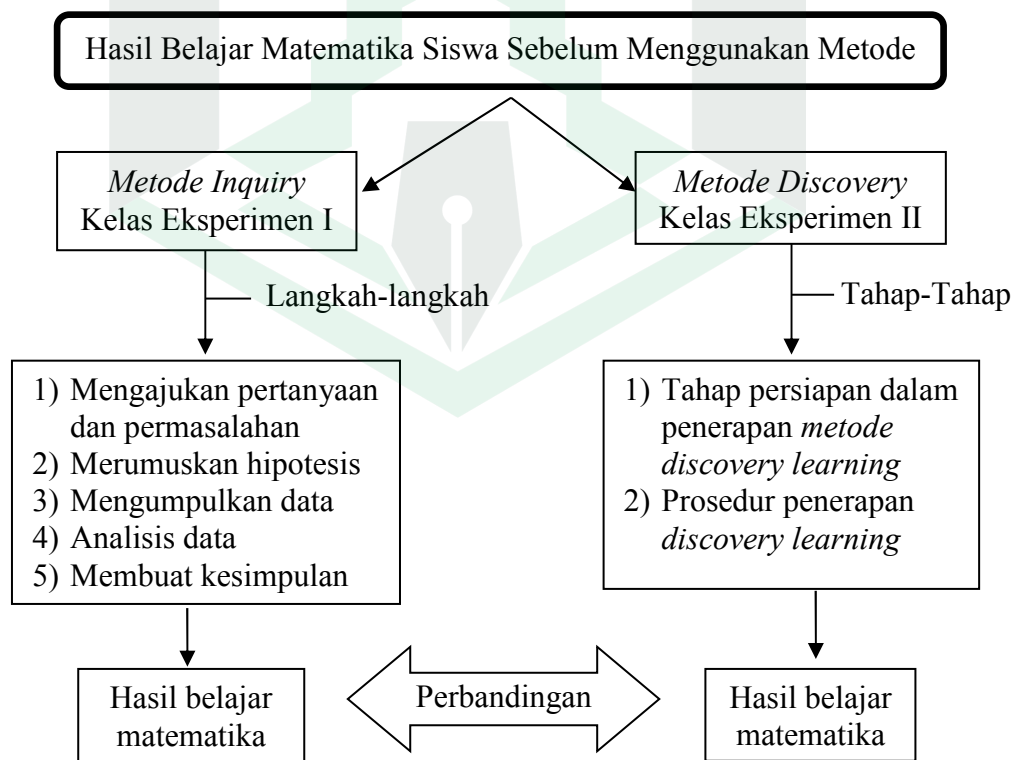 Hasil Belajar Matematika Siswa Sebelum Menggunakan Metode
Metode Inquiry
Kelas Eksperimen I
Metode Discovery
Kelas Eksperimen II
Langkah-langkah
Tahap-Tahap
1) Mengajukan pertanyaan
dan permasalahan
2) Merumuskan hipotesis
3) Mengumpulkan data
4) Analisis data
5) Membuat kesimpulan
1) Tahap persiapan dalam
penerapan metode
discovery learning
2) Prosedur penerapan
discovery learning
Hasil belajar
matematika
Perbandingan
Hasil belajar
matematika